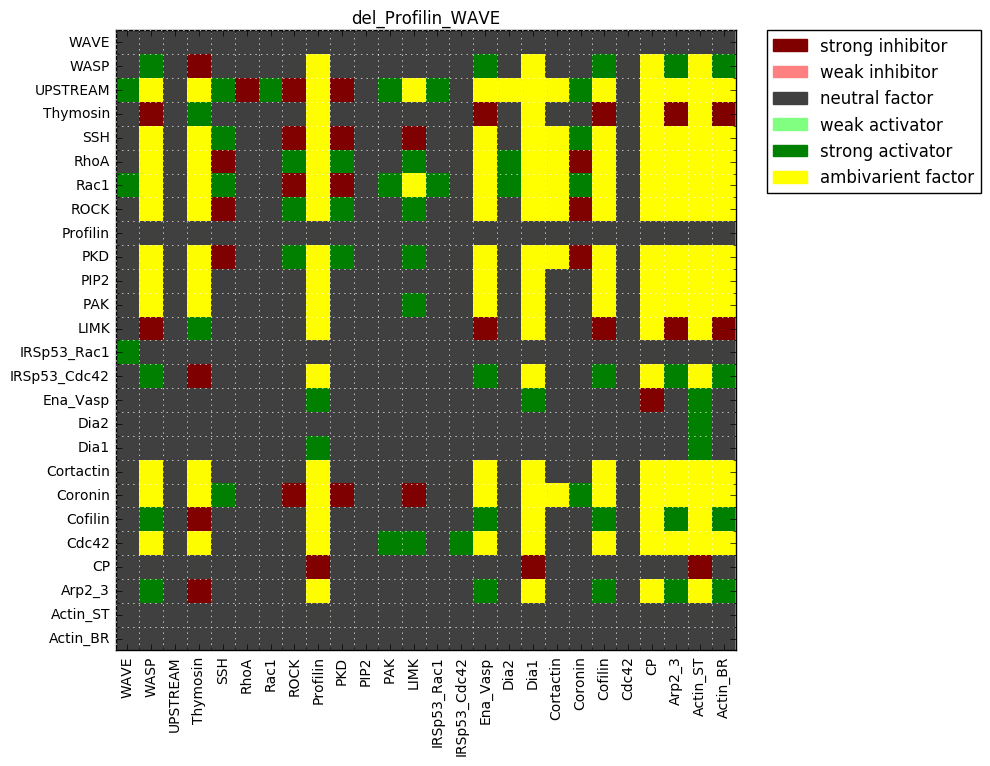 del_Profilin_WAVE
WAVE
WASP
UPSTREAM
Thymosin
SSH
RhoA
Rac1
ROCK
Profilin
PKD
PIP2
PAK
LIMK
IRSp53_Rac1
IRSp53_Cdc42
Ena_Vasp
Dia2
Dia1
Cortactin
Coronin
Cofilin
Cdc42
CP
Arp2_3
Actin_ST
Actin_BR
WAVE
WASP
UPSTREAM
Thymosin
SSH
RhoA
Rac1
ROCK
Profilin
PKD
PIP2
PAK
LIMK
IRSp53_Rac1
IRSp53_Cdc42
Ena_Vasp
Dia2
Dia1
Cortactin
Coronin
Cofilin
Cdc42
CP
Arp2_3
Actin_ST
Actin_BR
strong inhibitor
weak inhibitor
neutral factor
weak activator
strong activator
ambivarient factor